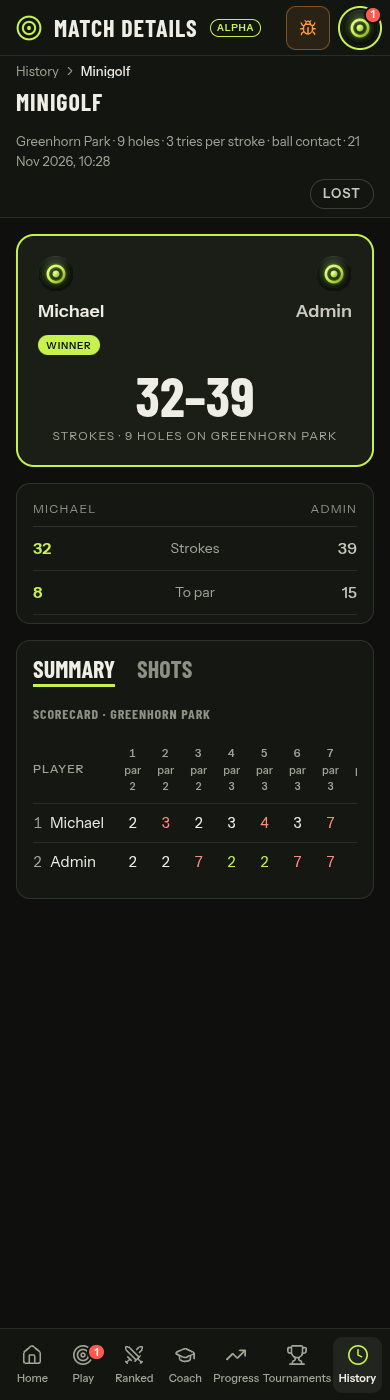 MATCH DETAILS ALPHA 1
History > Minigolf
MINIGOLF
Greenhorn Park · 9 holes · 3 tries per stroke · ball contact · 21
Nov 2026, 10:28
LOST
Michael Admin
WINNER
32–39
STROKES · 9 HOLES ON GREENHORN PARK
MICHAEL ADMIN
32 Strokes 39
8 To par 15
SUMMARY SHOTS
SCORECARD · GREENHORN PARK
1 2 3 4 5 6 7
PLAYER par par par par par par par
2 2 2 3 3 3 3
1 Michael 2 3 2 3 4 3 7
2 Admin 2 2 7 2 2 7 7
1
Home Play Ranked Coach Progress Tournaments History